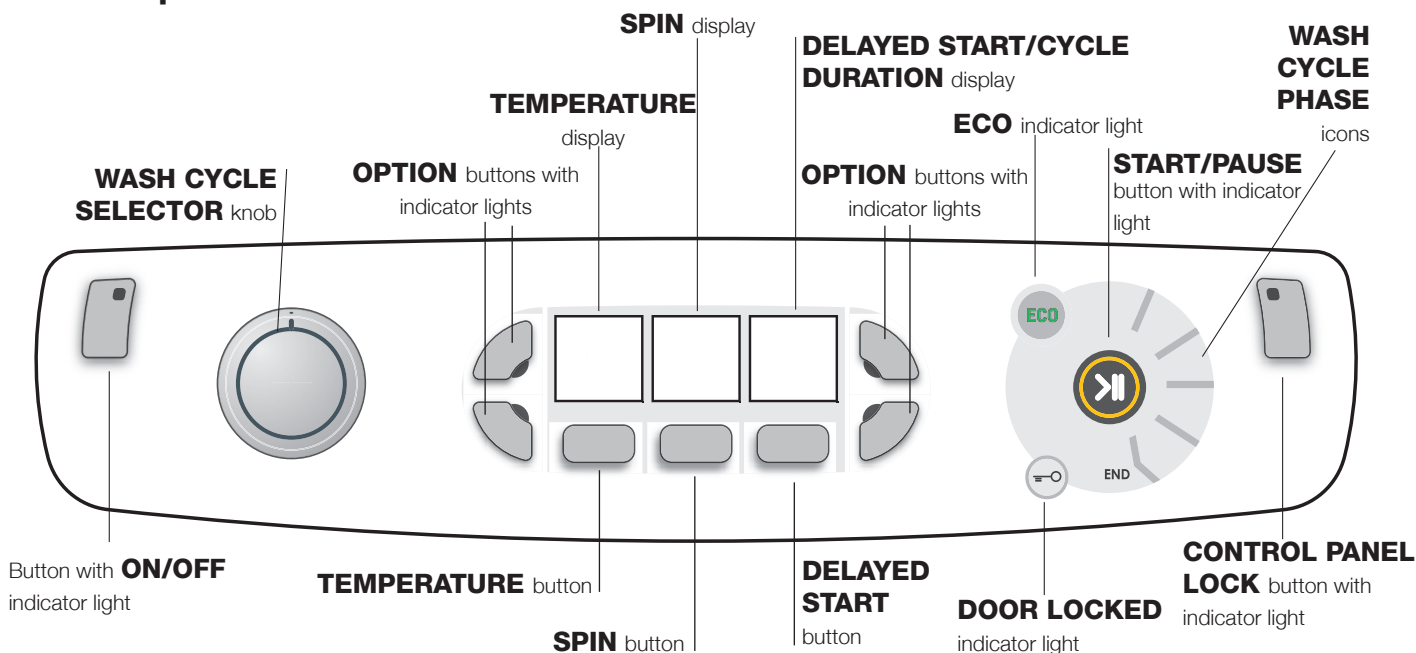 SPIN display
DELAYED START/CYCLE
DURATION display
WASH
CYCLE
PHASE
icons
TEMPERATURE
display
ECO indicator light
WASH CYCLE
SELECTOR knob
OPTION buttons with
indicator lights
OPTION buttons with
indicator lights
START/PAUSE
button with indicator
light
ECO
END
Button with ON/OFF
indicator light
TEMPERATURE button
SPIN button
DELAYED
START
button
DOOR LOCKED
indicator light
CONTROL PANEL
LOCK button with
indicator light